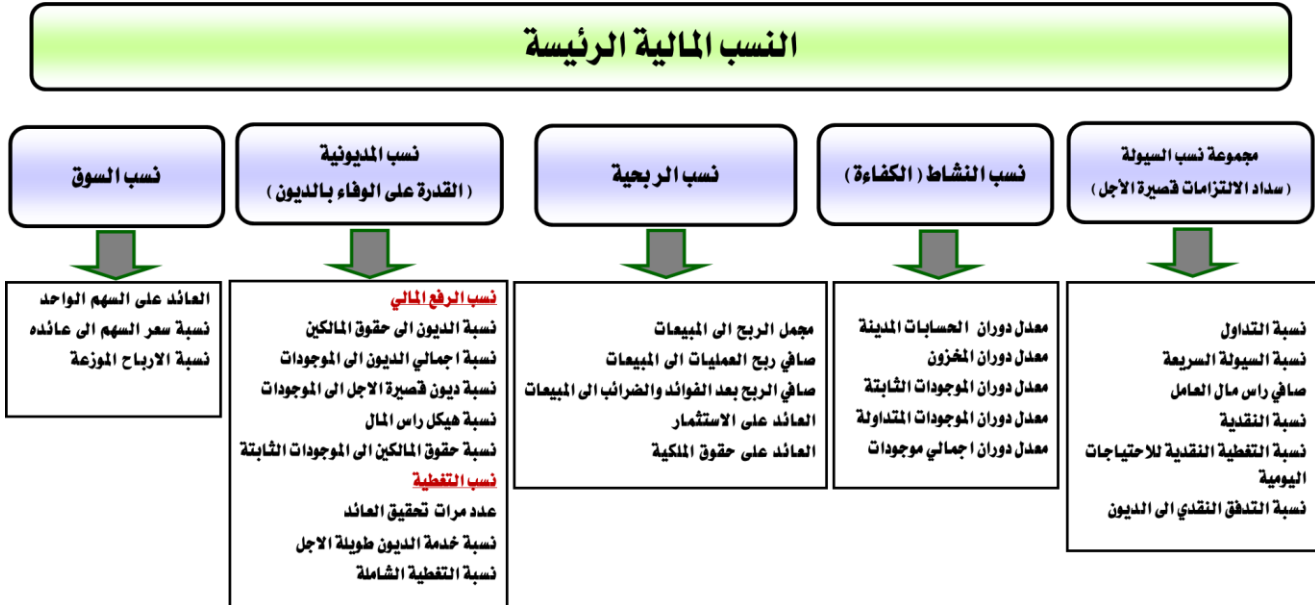 النسب المالية الرئيسة
مجموعة نسب السيولة
( سداد الالتزامات قصيرة الأجل )
نسبة التداول
نسبة السيولة السريعة
صافي راس مال العامل
نسبة النقدية
نسبة التغطية النقدية للاحتياجات
اليومية
نسبة التدفق النقدي الى الديون
نسب النشاط ( الكفاءة )
معدل دوران الحسابات المدينة
معدل دوران المخزون
معدل دوران الموجودات الثابتة
معدل دوران الموجودات المتداولة
معدل دوران اجمالي موجودات
نسب الربحية
مجمل الربح الى المبيعات
صافي ربح العمليات الى المبيعات
صافي الربح بعد الفوائد والضرائب الى المبيعات
العائد على الاستثمار
العائد على حقوق الملكية
نسب المديونية
( القدرة على الوفاء بالديون )
نسب الرفع المالي
نسبة الديون الى حقوق المالكين
نسبة اجمالي الديون الى الموجودات
نسبة ديون قصيرة الاجل الى الموجودات
نسبة هيكل راس المال
نسبة حقوق المالكين الى الموجودات الثابتة
نسب التغطية
عدد مرات تحقيق العائد
نسبة خدمة الديون طويلة الاجل
نسبة التغطية الشاملة
نسب السوق
العائد على السهم الواحد
نسبة سعر السهم الى عائده
نسبة الارباح الموزعة